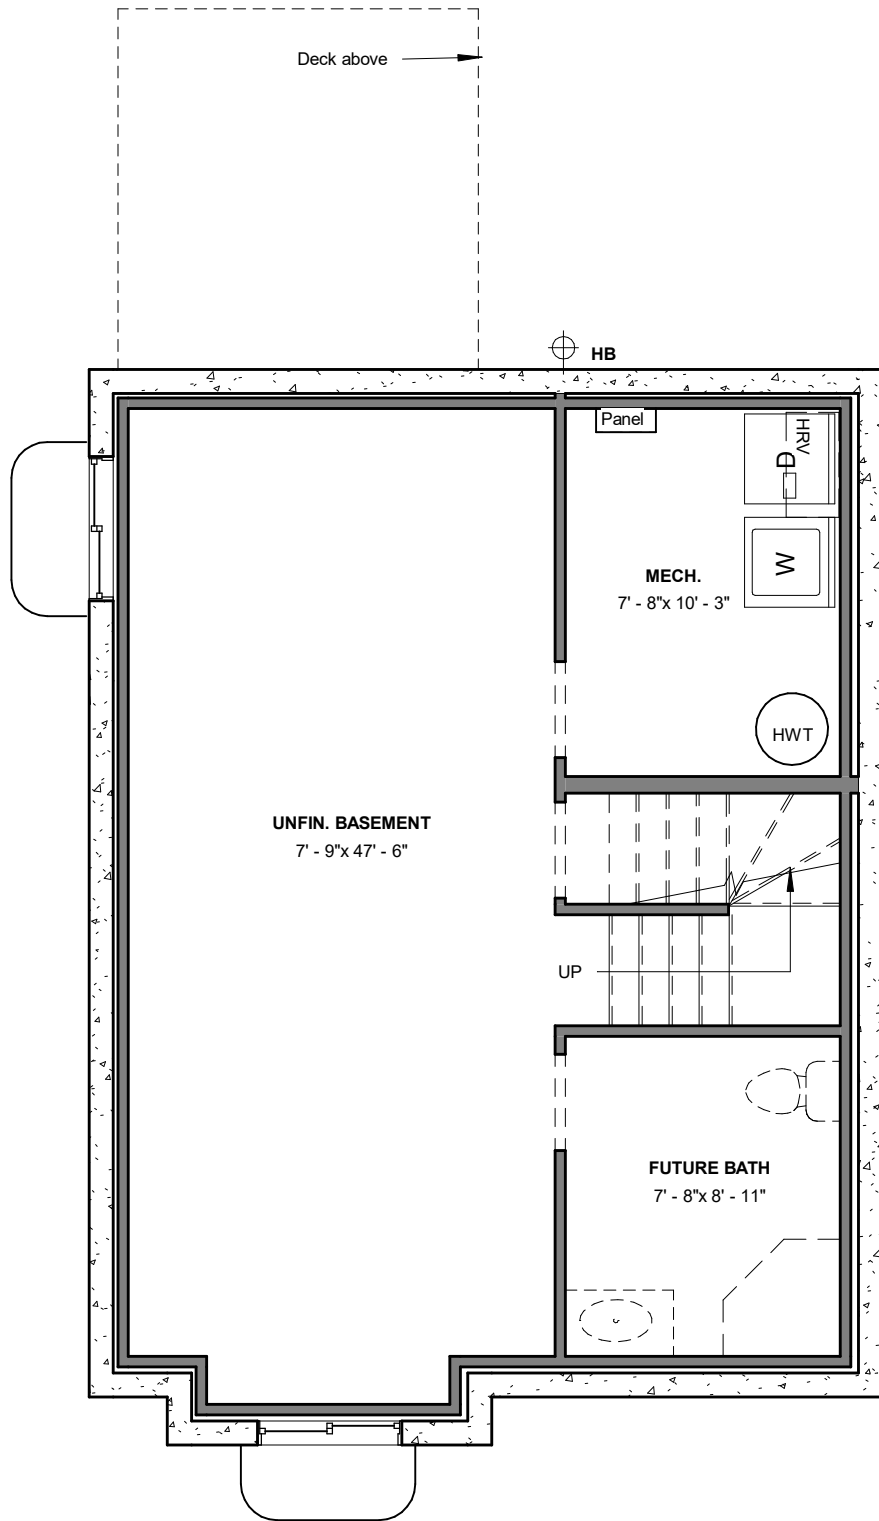 Deck above
HB
Panel
HRV
D
W
MECH.
7' - 8"x 10' - 3"
HWT
UNFIN. BASEMENT
7' - 9"x 47' - 6"
UP
FUTURE BATH
7' - 8"x 8' - 11"